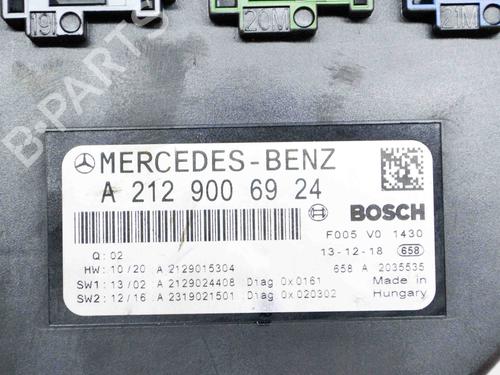 19I
20M
21M
B-PARTS
MERCEDES-BENZ
A 212 900 69 24
BOSCH
F005 V0 1430
Q: 02
13-12-18 658
HW: 10/20 A 2129015304
658 A 2035535
SW1: 13/02 A 2129024408 Diag 0x0161
Made in
SW2: 12/16 A 2319021501 Diag 0x020302
Hungary